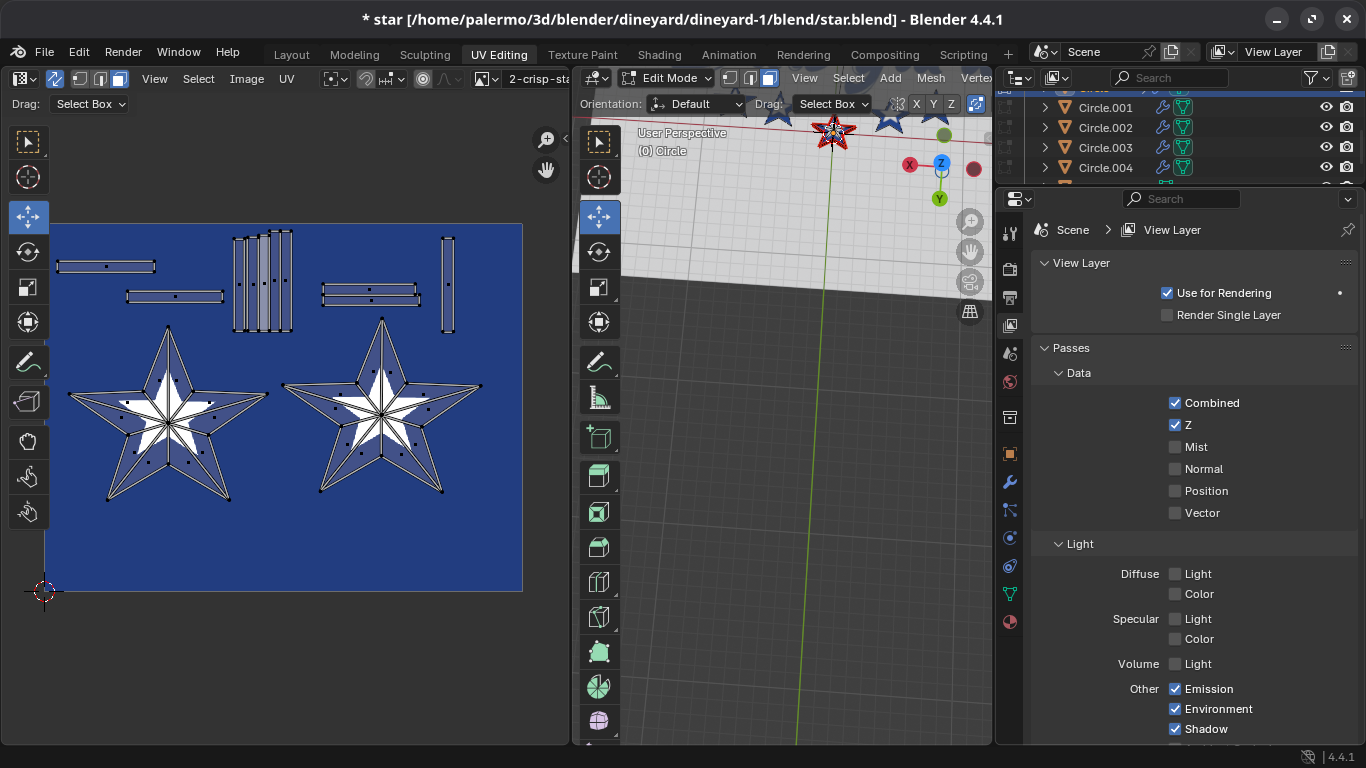 * star [/home/palermo/3d/blender/dineyard/dineyard-1/blend/star.blend] - Blender 4.4.1
File Edit Render Window Help Layout Modeling Sculpting UV Editing Texture Paint Shading Animation Rendering Compositing Scripting + Scene View Layer
View Select Image UV 2-crisp-sta Edit Mode View Select Add Mesh Vertex Search
Drag: Select Box Orientation: Default Drag: Select Box X Y Z
Circle.001
Circle.002
Circle.003
Circle.004
User Perspective
(0) Circle
X
Z
Y
Search
Scene > View Layer
View Layer
Use for Rendering
Render Single Layer
Passes
Data
Combined
Z
Mist
Normal
Position
Vector
Light
Diffuse Light
Color
Specular Light
Color
Volume Light
Other Emission
Environment
Shadow
4.4.1